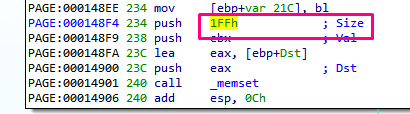 PAGE:000148EE 234 mov [ebp+var_21C], bl
PAGE:000148F4 234 push 1FFh ; Size
PAGE:000148F9 238 push ebx ; Val
PAGE:000148FA 23C lea eax, [ebp+Dst]
PAGE:00014900 23C push eax ; Dst
PAGE:00014901 240 call _memset
PAGE:00014906 240 add esp, 0Ch